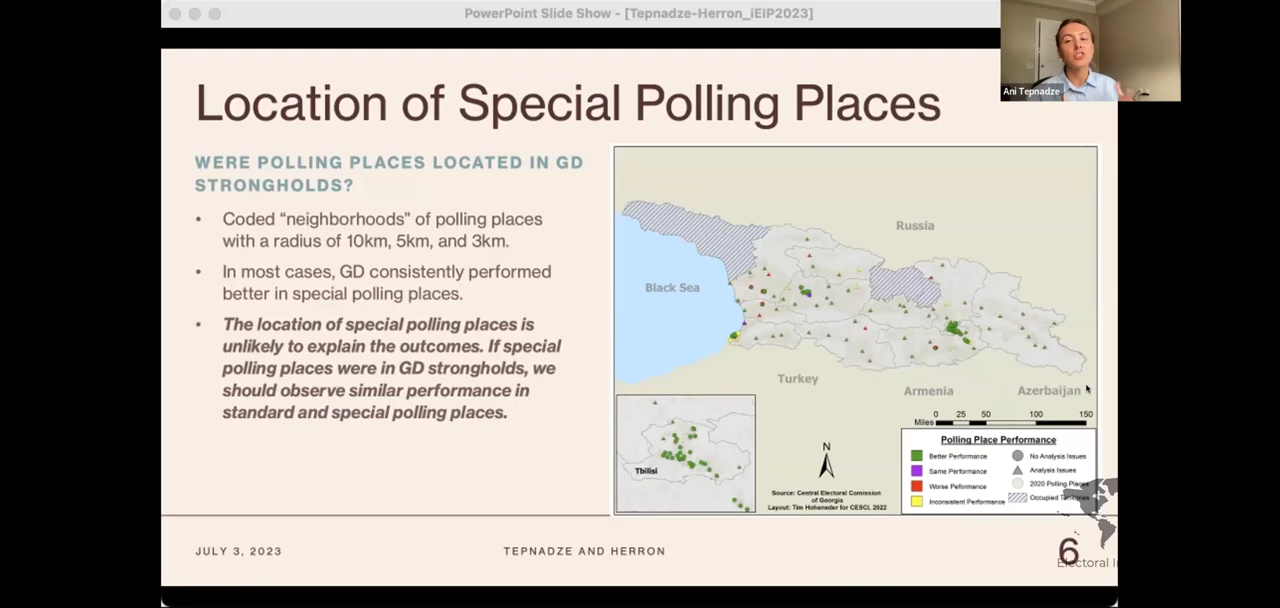 PowerPoint Slide Show - [Tepnadze-Herron_iEIP2023]
Ani Tepnadze
Location of Special Polling Places
WERE POLLING PLACES LOCATED IN GD
STRONGHOLDS?
• Coded “neighborhoods” of polling places
with a radius of 10km, 5km, and 3km.
• In most cases, GD consistently performed
better in special polling places.
• The location of special polling places is
unlikely to explain the outcomes. If special
polling places were in GD strongholds, we
should observe similar performance in
standard and special polling places.
Russia
Black Sea
Turkey
Armenia
Azerbaijan
0 25 50 100 150
Miles
N
Tbilisi
Source: Central Electoral Comission
of Georgia
Layout: Tim Hoheneder for CESCI, 2022
Polling Place Performance
Better Performance
Same Performance
Worse Peformance
Inconsistent Performance
No Analysis Issues
Analysis Issues
2020 Polling Places
Occupied Territories
JULY 3, 2023
TEPNADZE AND HERRON
6
Electoral